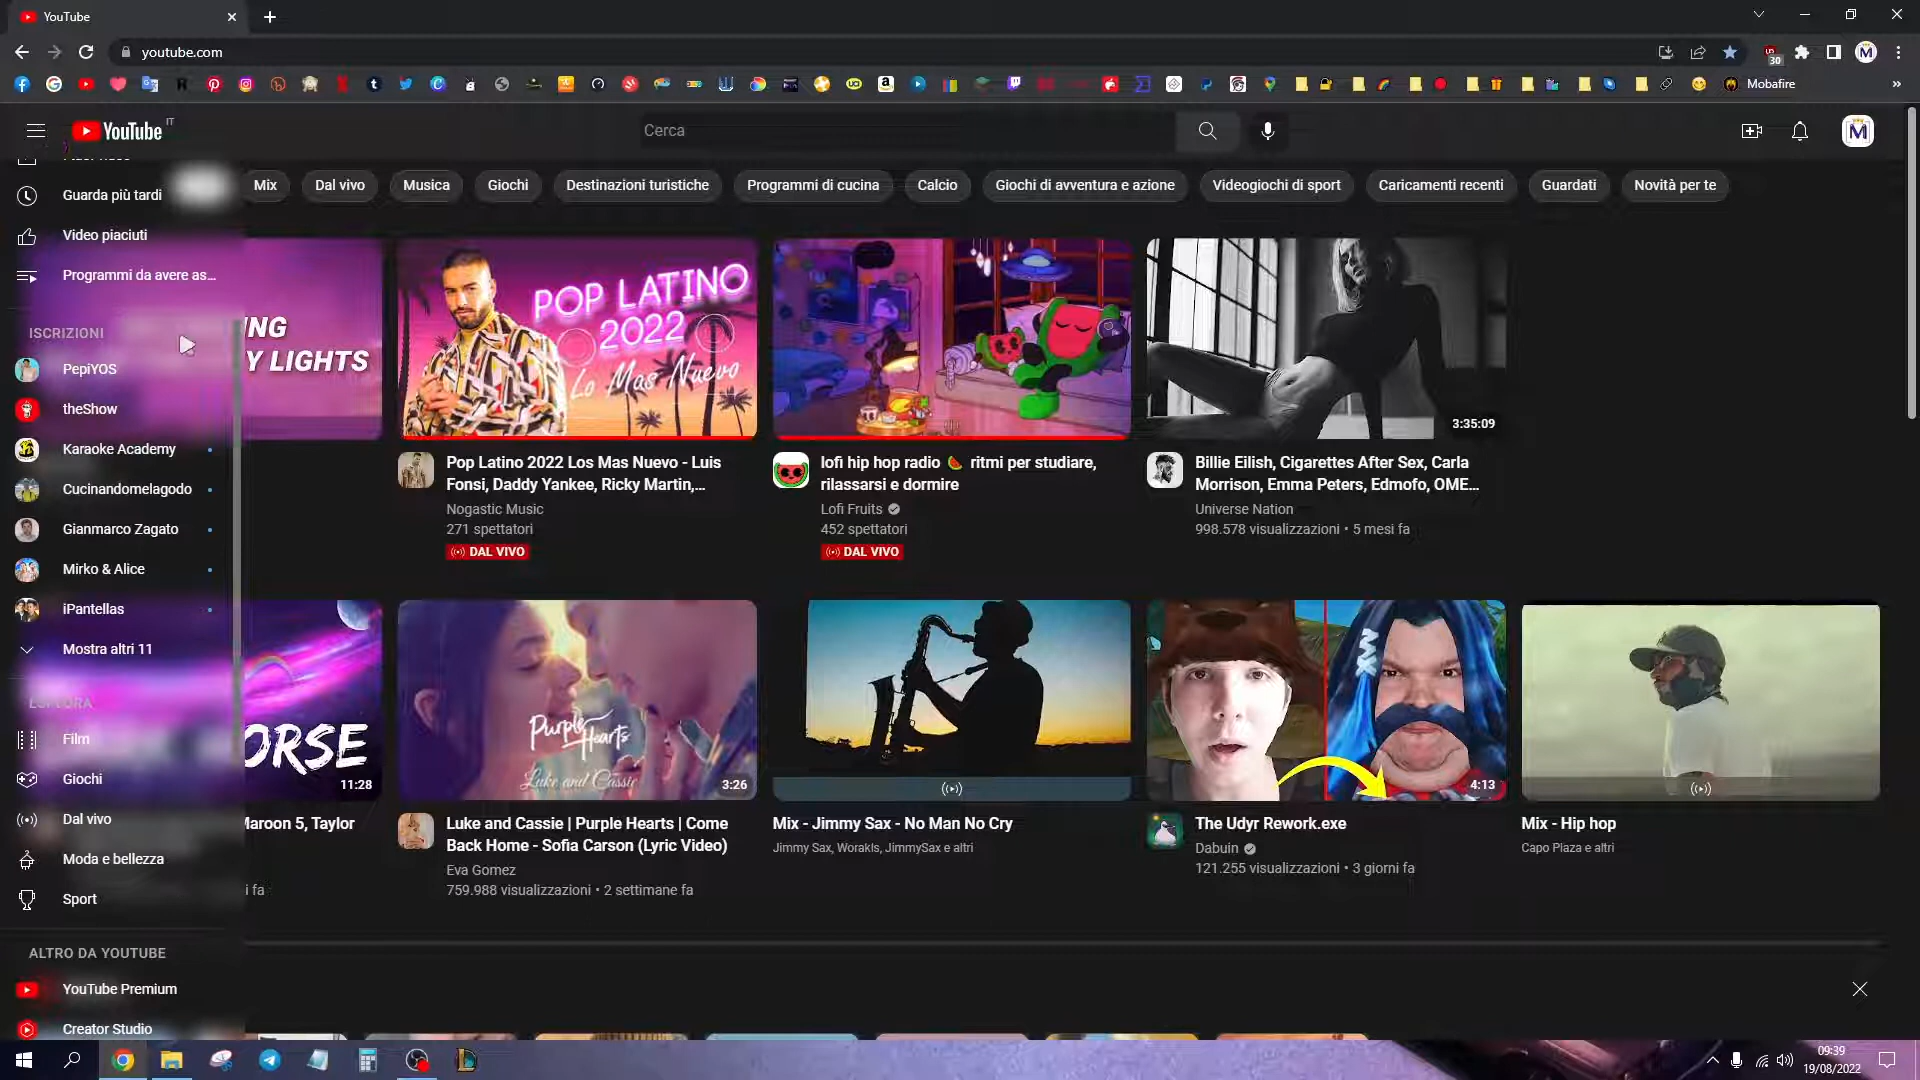 YouTube
youtube.com
30
Mobafire
»
YouTube IT
Cerca
Guarda più tardi
Video piaciuti
Programmi da avere as...
ISCRIZIONI
PepiYOS
theShow
Karaoke Academy
Cucinandomelagodo
Gianmarco Zagato
Mirko & Alice
iPantellas
Mostra altri 11
Film
Giochi
Dal vivo
Moda e bellezza
Sport
ALTRO DA YOUTUBE
YouTube Premium
Creator Studio
Mix
Dal vivo
Musica
Giochi
Destinazioni turistiche
Programmi di cucina
Calcio
Giochi di avventura e azione
Videogiochi di sport
Caricamenti recenti
Guardati
Novità per te
Y LIGHTS
POP LATINO
2022
Lo Mas Nuevo
3:35:09
Pop Latino 2022 Los Mas Nuevo - Luis
Fonsi, Daddy Yankee, Ricky Martin,...
Nogastic Music
271 spettatori
DAL VIVO
lofi hip hop radio 🍉 ritmi per studiare,
rilassarsi e dormire
Lofi Fruits
452 spettatori
DAL VIVO
Billie Eilish, Cigarettes After Sex, Carla
Morrison, Emma Peters, Edmofo, OME...
Universe Nation
998.578 visualizzazioni • 5 mesi fa
ORSE
11:28
Purple Hearts
Luke and Cassie
3:26
4:13
Maroon 5, Taylor
i fa
Luke and Cassie | Purple Hearts | Come
Back Home - Sofia Carson (Lyric Video)
Eva Gomez
759.988 visualizzazioni • 2 settimane fa
Mix - Jimmy Sax - No Man No Cry
Jimmy Sax, Worakls, JimmySax e altri
The Udyr Rework.exe
Dabuin
121.255 visualizzazioni • 3 giorni fa
Mix - Hip hop
Capo Plaza e altri
09:39
19/08/2022